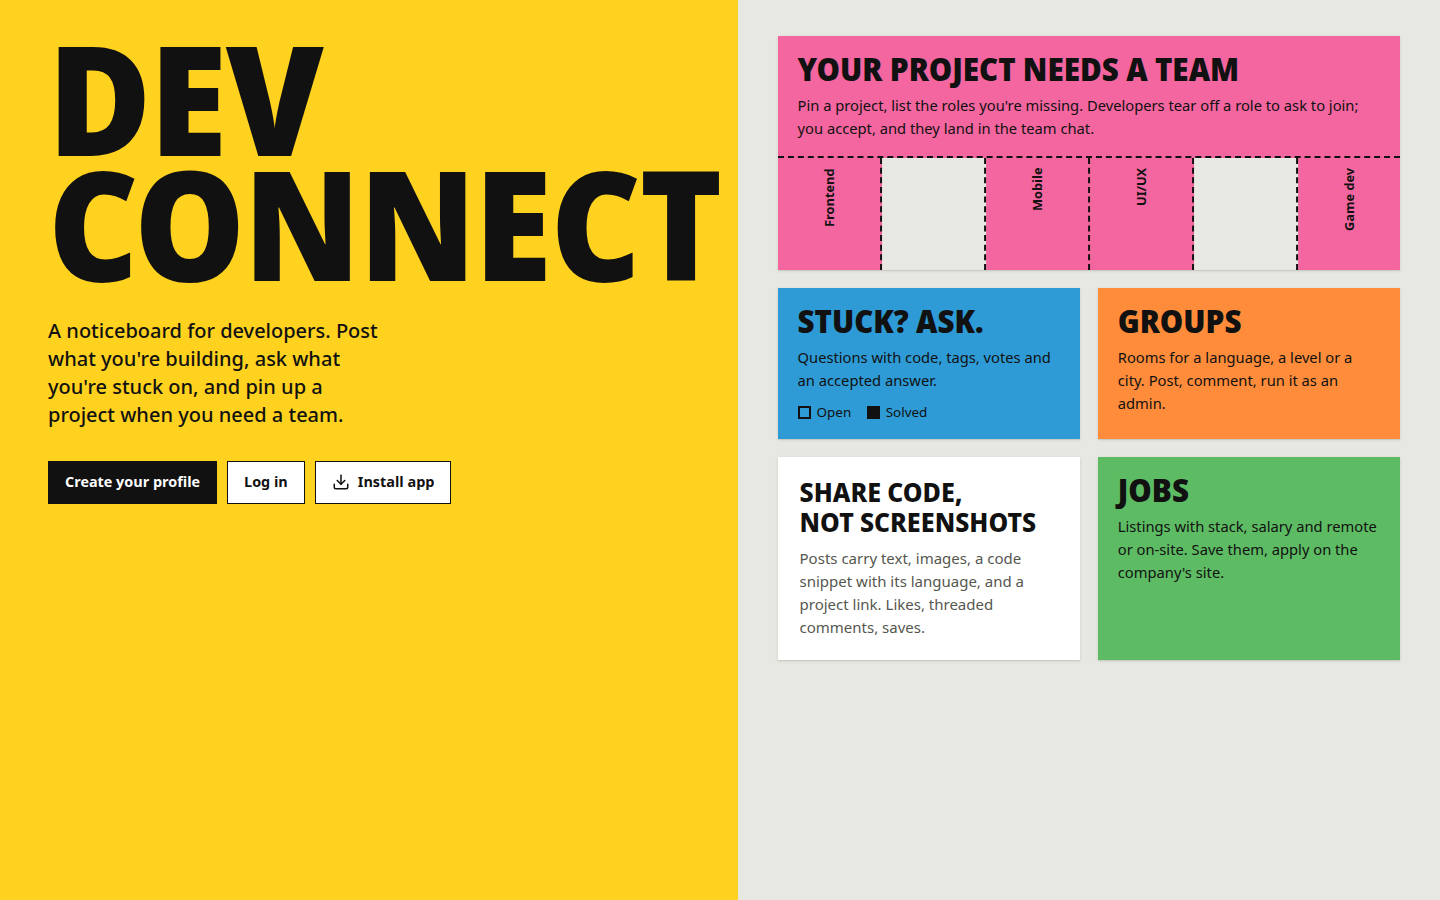 DEV
CONNECT
A noticeboard for developers. Post
what you're building, ask what
you're stuck on, and pin up a
project when you need a team.
Create your profile
Log in
Install app
YOUR PROJECT NEEDS A TEAM
Pin a project, list the roles you're missing. Developers tear off a role to ask to join;
you accept, and they land in the team chat.
Frontend
Mobile
UI/UX
Game dev
STUCK? ASK.
Questions with code, tags, votes and
an accepted answer.
Open
Solved
GROUPS
Rooms for a language, a level or a
city. Post, comment, run it as an
admin.
SHARE CODE,
NOT SCREENSHOTS
Posts carry text, images, a code
snippet with its language, and a
project link. Likes, threaded
comments, saves.
JOBS
Listings with stack, salary and remote
or on-site. Save them, apply on the
company's site.